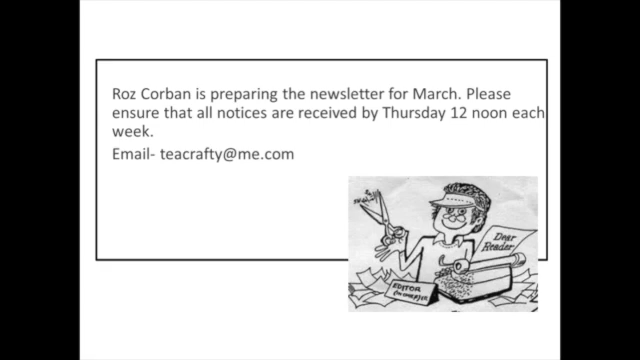 Roz Corban is preparing the newsletter for March. Please
ensure that all notices are received by Thursday 12 noon each
week.
Email- teacrafty@me.com
Dear
Reader
EDITOR